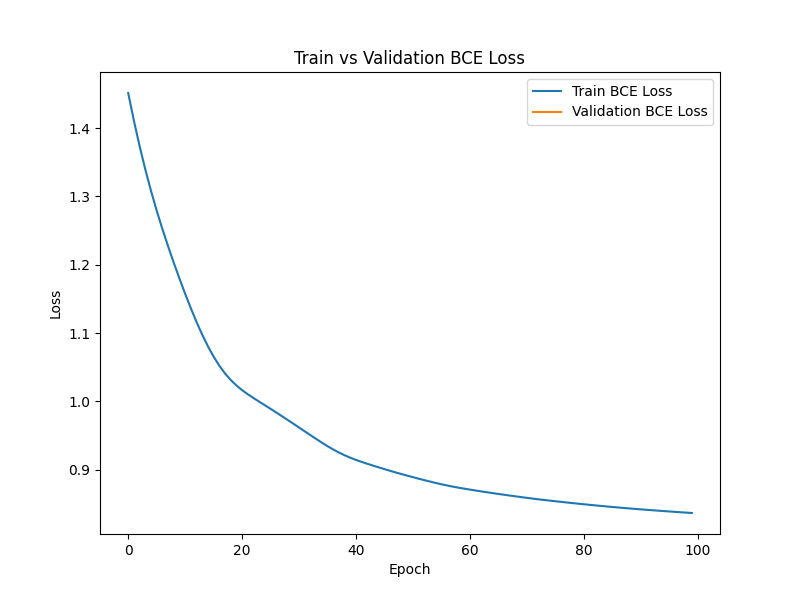 Train vs Validation BCE Loss
Train BCE Loss
Validation BCE Loss
1.4
1.3
1.2
1.1
1.0
0.9
Loss
0 20 40 60 80 100
Epoch